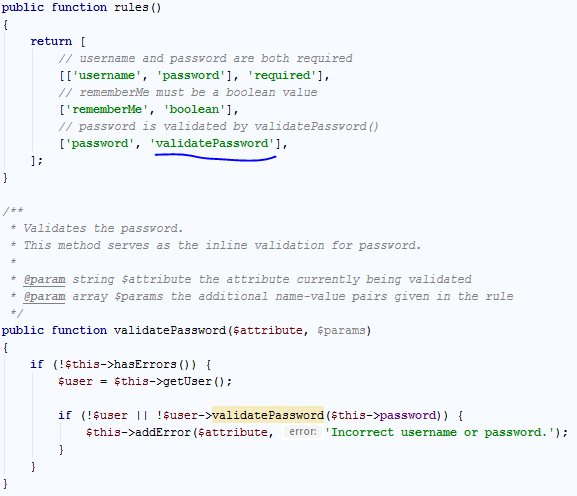 public function rules()
{
return [
// username and password are both required
[['username', 'password'], 'required'],
// rememberMe must be a boolean value
['rememberMe', 'boolean'],
// password is validated by validatePassword()
['password', 'validatePassword'],
];
}
/**
* Validates the password.
* This method serves as the inline validation for password.
*
* @param string $attribute the attribute currently being validated
* @param array $params the additional name-value pairs given in the rule
*/
public function validatePassword($attribute, $params)
{
if (!$this->hasErrors()) {
$user = $this->getUser();
if (!$user || !$user->validatePassword($this->password)) {
$this->addError($attribute, error: 'Incorrect username or password.');
}
}
}